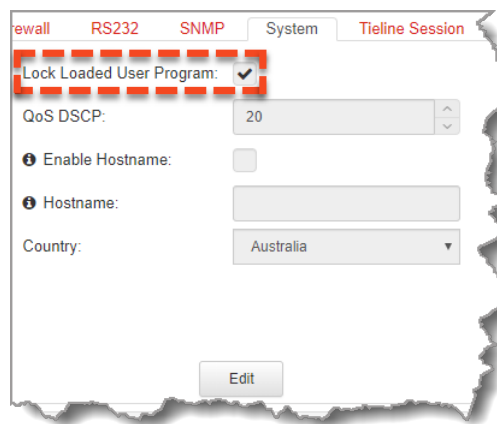 rewall RS232 SNMP System Tieline Session
Lock Loaded User Program:
QoS DSCP: 20
Enable Hostname:
Hostname:
Country: Australia
Edit